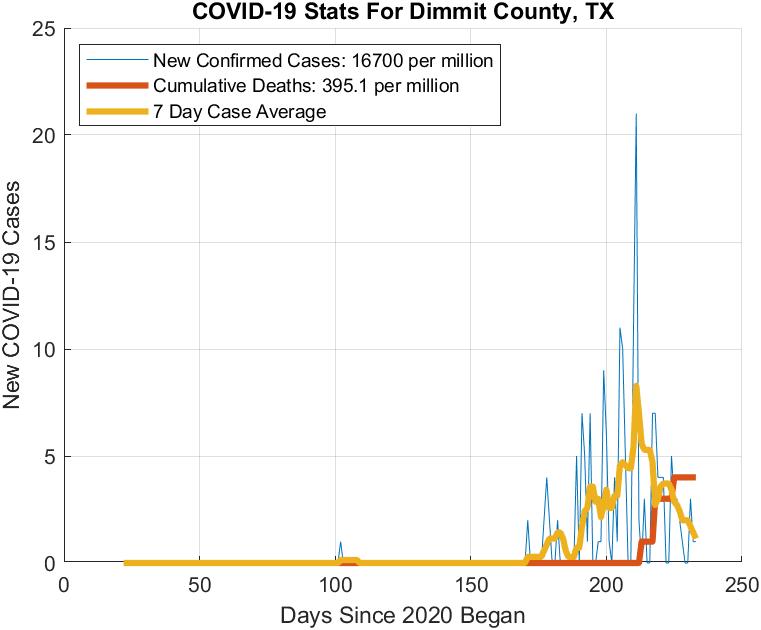 COVID-19 Stats For Dimmit County, TX
25
New Confirmed Cases: 16700 per million
Cumulative Deaths: 395.1 per million
7 Day Case Average
20
15
10
5
0
New COVID-19 Cases
0 50 100 150 200 250
Days Since 2020 Began